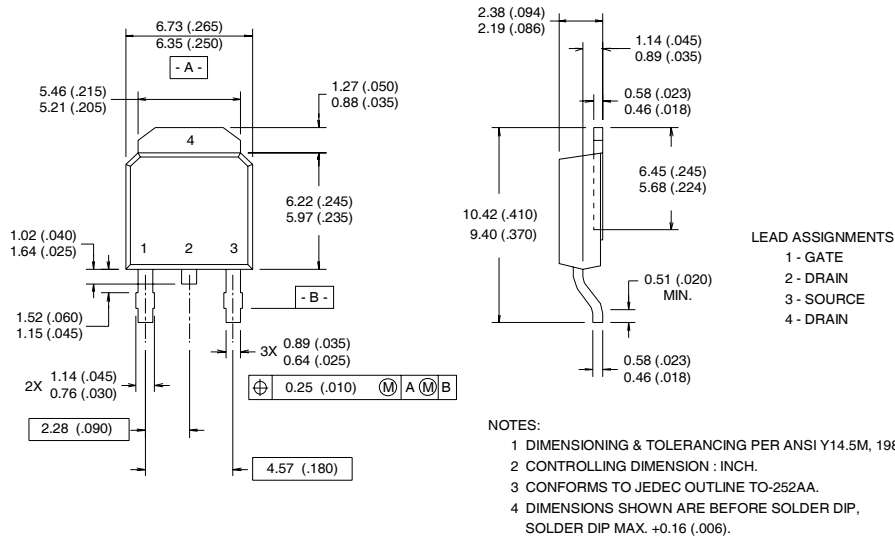 6.73 (.265)
6.35 (.250)
- A -
5.46 (.215)
5.21 (.205)
1.27 (.050)
0.88 (.035)
4
6.22 (.245)
5.97 (.235)
1.02 (.040)
1.64 (.025)
1 2 3
- B -
1.52 (.060)
1.15 (.045)
3X 0.89 (.035)
0.64 (.025)
2X 1.14 (.045)
0.76 (.030)
⌖ 0.25 (.010) Ⓜ A Ⓜ B
2.28 (.090)
4.57 (.180)
2.38 (.094)
2.19 (.086)
1.14 (.045)
0.89 (.035)
0.58 (.023)
0.46 (.018)
6.45 (.245)
5.68 (.224)
10.42 (.410)
9.40 (.370)
0.51 (.020)
MIN.
0.58 (.023)
0.46 (.018)
LEAD ASSIGNMENTS
1 - GATE
2 - DRAIN
3 - SOURCE
4 - DRAIN
NOTES:
1 DIMENSIONING & TOLERANCING PER ANSI Y14.5M, 198
2 CONTROLLING DIMENSION : INCH.
3 CONFORMS TO JEDEC OUTLINE TO-252AA.
4 DIMENSIONS SHOWN ARE BEFORE SOLDER DIP,
SOLDER DIP MAX. +0.16 (.006).